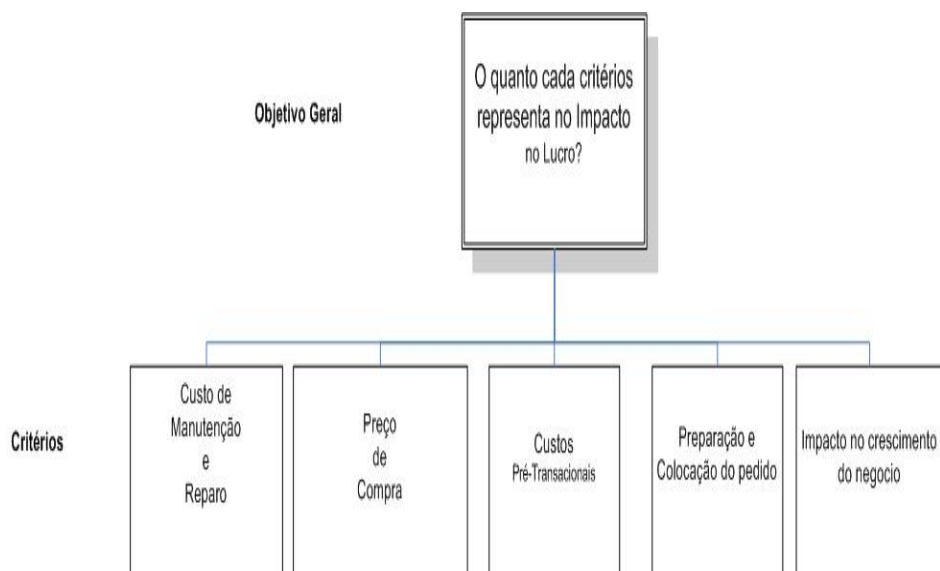 Objetivo Geral
O quanto cada critérios
representa no Impacto
no Lucro?
Critérios
Custo de
Manutenção
e
Reparo
Preço
de
Compra
Custos
Pré-Transacionais
Preparação e
Colocação do pedido
Impacto no crescimento
do negocio